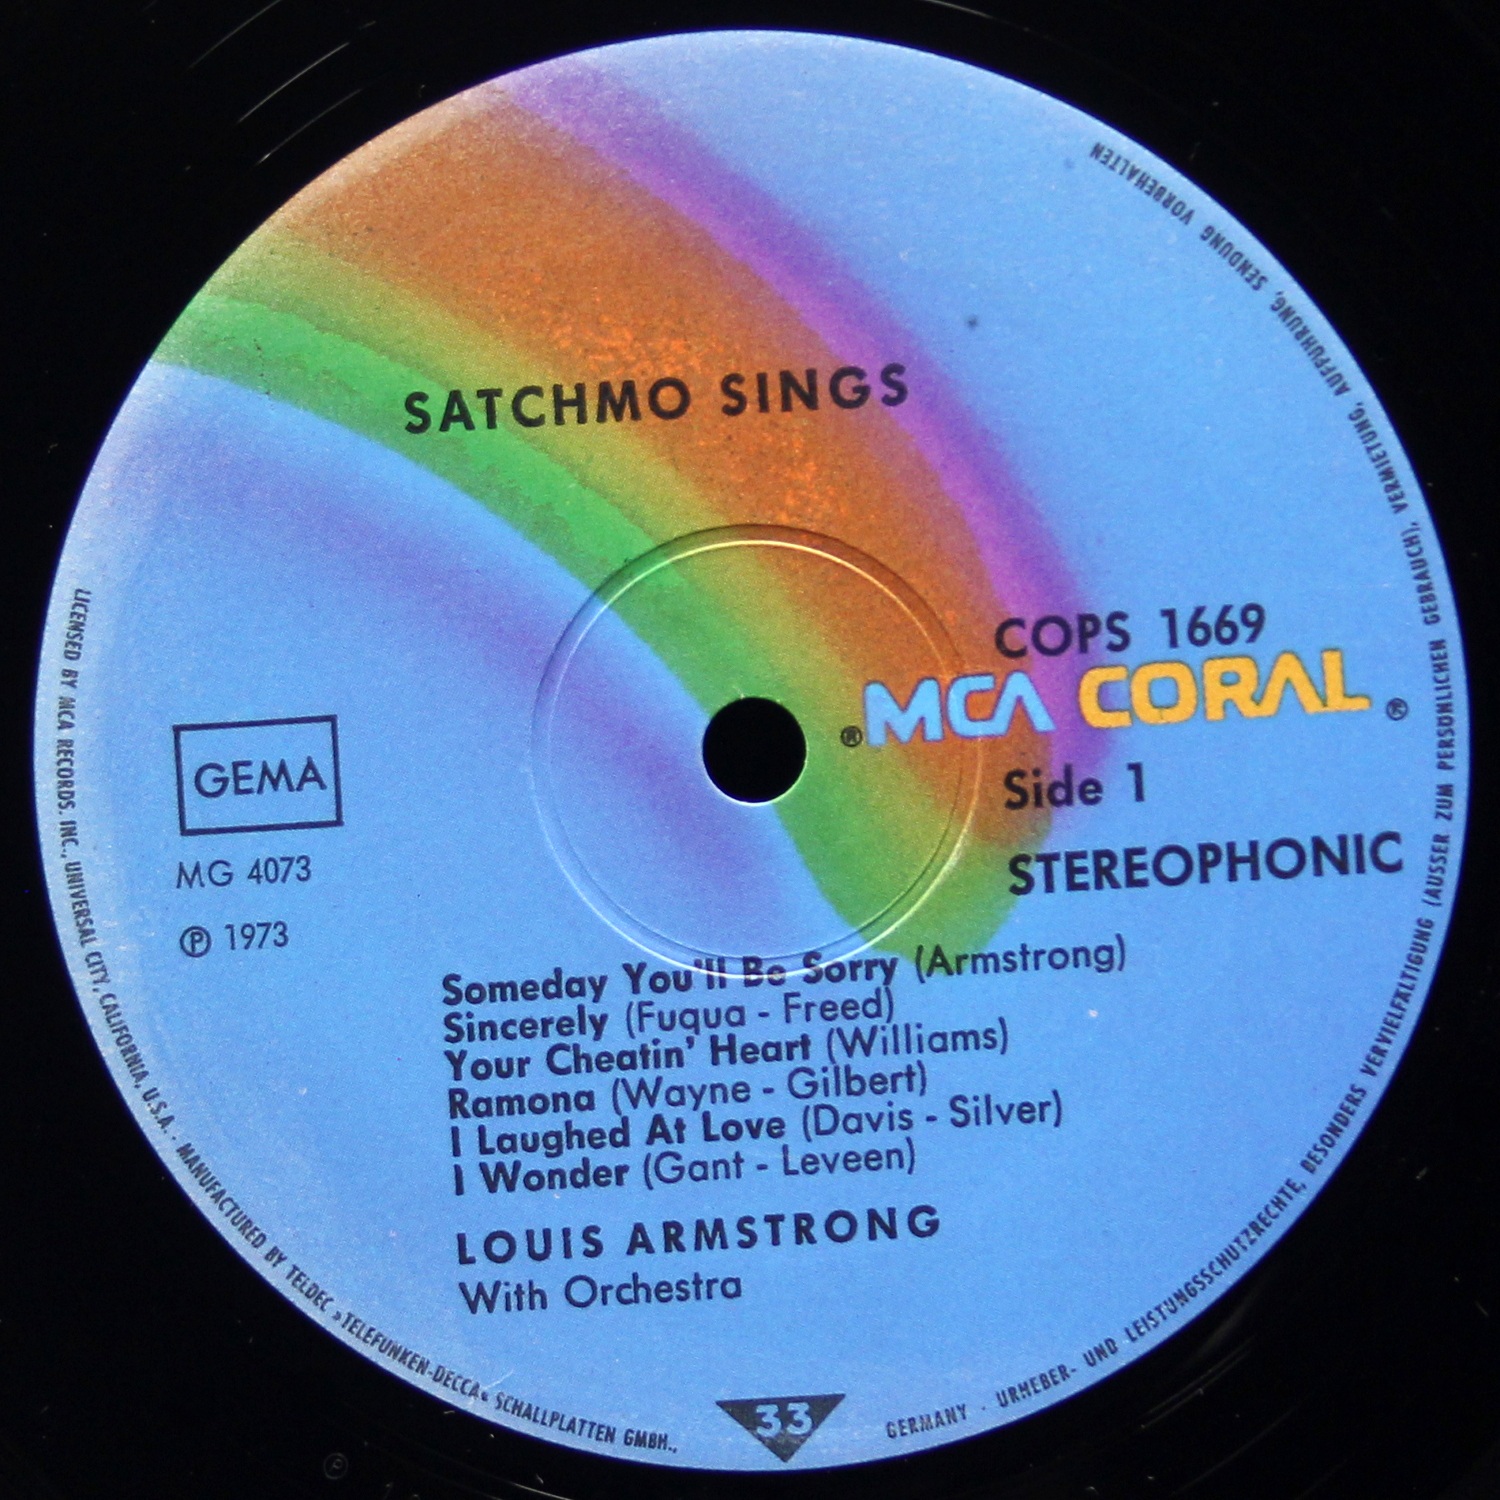 SATCHMO SINGS
COPS 1669
® MCA CORAL ®
Side 1
STEREOPHONIC
GEMA
MG 4073
℗ 1973
Someday You'll Be Sorry (Armstrong)
Sincerely (Fuqua - Freed)
Your Cheatin' Heart (Williams)
Ramona (Wayne - Gilbert)
I Laughed At Love (Davis - Silver)
I Wonder (Gant - Leveen)
LOUIS ARMSTRONG
With Orchestra
33
LICENSED BY MCA RECORDS. INC., UNIVERSAL CITY, CALIFORNIA, U.S.A. · MANUFACTURED BY TELDEC »TELEFUNKEN-DECCA« SCHALLPLATTEN GMBH., GERMANY · URHEBER- UND LEISTUNGSSCHUTZRECHTE, BESONDERS VERVIELFÄLTIGUNG (AUSSER ZUM PERSÖNLICHEN GEBRAUCH), VERMIETUNG, AUFFÜHRUNG, SENDUNG VORBEHALTEN
℗